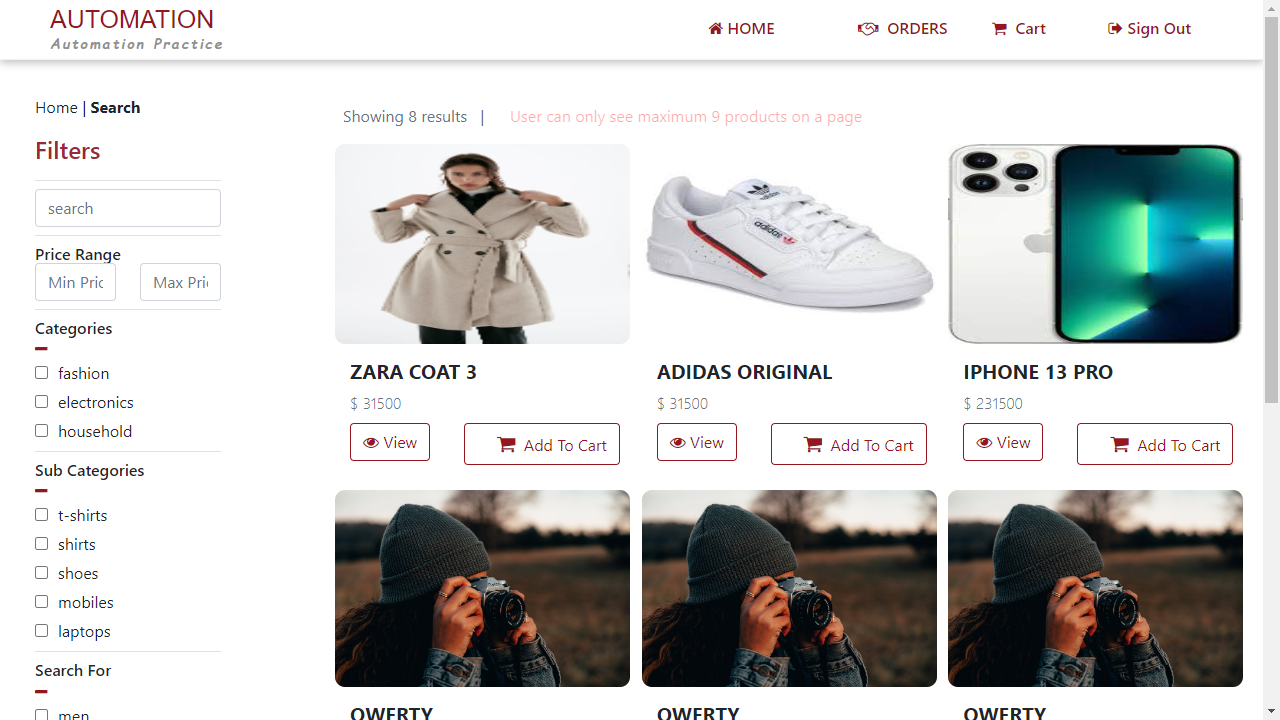 AUTOMATION
Automation Practice
HOME
ORDERS
Cart
Sign Out
Home | Search
Filters
search
Price Range
Min Pric
Max Pri
Categories
fashion
electronics
household
Sub Categories
t-shirts
shirts
shoes
mobiles
laptops
Search For
men
Showing 8 results |
User can only see maximum 9 products on a page
adidas
ZARA COAT 3
$ 31500
View
Add To Cart
ADIDAS ORIGINAL
$ 31500
View
Add To Cart
IPHONE 13 PRO
$ 231500
View
Add To Cart
QWERTY
QWERTY
QWERTY